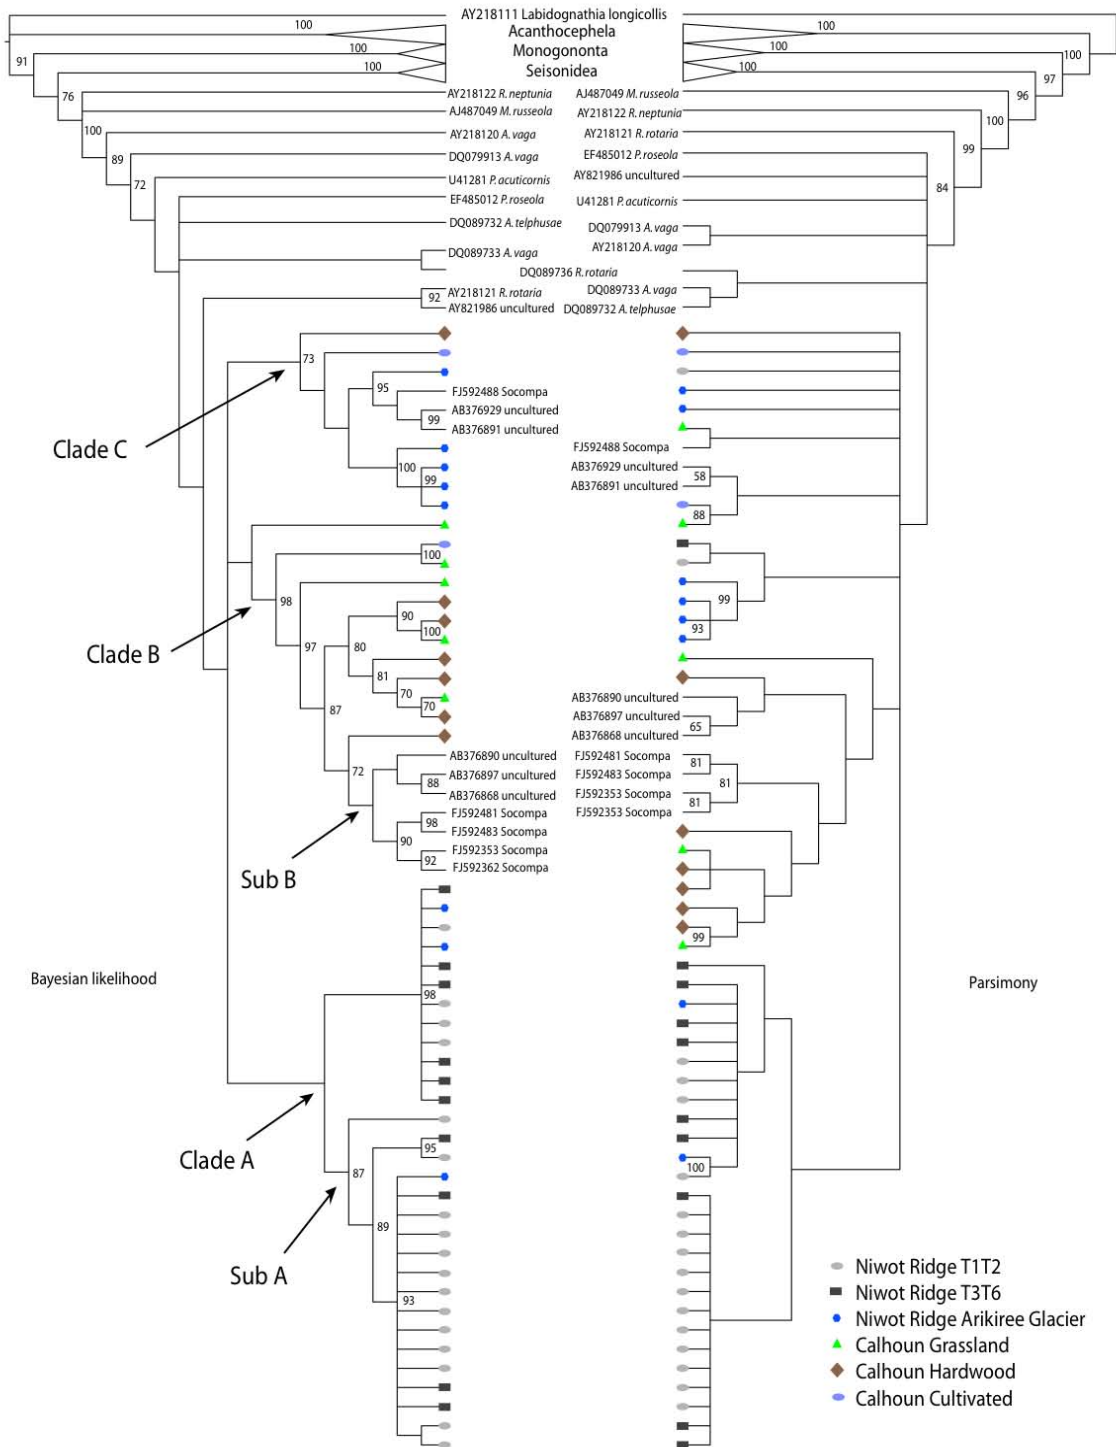 AY218111 Labidognathia longicollis
100
Acanthocephela
100
Monogononta
100
100
Seisonidea
100
91
100
100
97
76
AY218122 R. neptunia
AJ487049 M. russeola
96
AJ487049 M. russeola
AY218122 R. neptunia
100
100
AY218120 A. vaga
AY218121 R. rotaria
99
89
DQ079913 A. vaga
EF485012 P. roseola
72
U41281 P. acuticornis
AY821986 uncultured
84
EF485012 P. roseola
U41281 P. acuticornis
DQ089732 A. telphusae
DQ079913 A. vaga
DQ089733 A. vaga
AY218120 A. vaga
DQ089736 R. rotaria
92
AY218121 R. rotaria
DQ089733 A. vaga
AY821986 uncultured
DQ089732 A. telphusae
73
95
FJ592488 Socompa
AB376929 uncultured
99
AB376891 uncultured
Clade C
FJ592488 Socompa
100
AB376929 uncultured
58
99
AB376891 uncultured
88
100
98
99
90
93
100
97
80
Clade B
81
70
70
AB376890 uncultured
87
AB376897 uncultured
65
AB376868 uncultured
72
AB376890 uncultured
FJ592481 Socompa
81
AB376897 uncultured
88
FJ592483 Socompa
81
AB376868 uncultured
FJ592353 Socompa
81
98
FJ592481 Socompa
FJ592353 Socompa
FJ592483 Socompa
90
FJ592353 Socompa
92
FJ592362 Socompa
Sub B
99
Bayesian likelihood
Parsimony
98
95
Clade A
87
100
89
Sub A
93
Niwot Ridge T1T2
Niwot Ridge T3T6
Niwot Ridge Arikiree Glacier
Calhoun Grassland
Calhoun Hardwood
Calhoun Cultivated